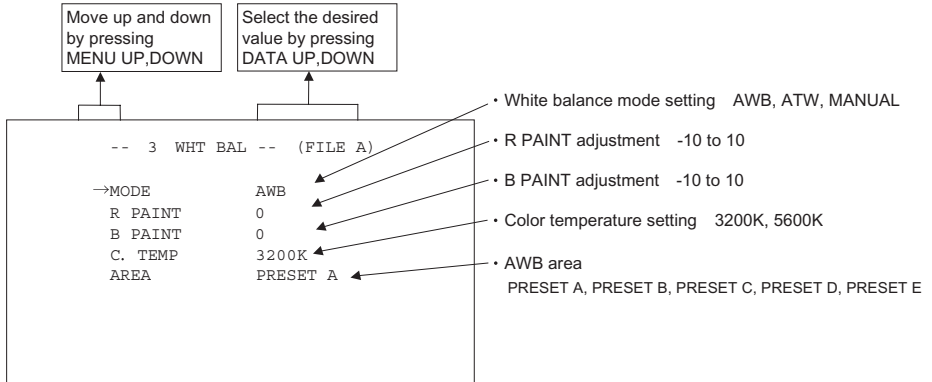 Move up and down
by pressing
MENU UP,DOWN
Select the desired
value by pressing
DATA UP,DOWN
-- 3 WHT BAL -- (FILE A)
→MODE AWB
R PAINT 0
B PAINT 0
C. TEMP 3200K
AREA PRESET A
・White balance mode setting AWB, ATW, MANUAL
・R PAINT adjustment -10 to 10
・B PAINT adjustment -10 to 10
・Color temperature setting 3200K, 5600K
・AWB area
PRESET A, PRESET B, PRESET C, PRESET D, PRESET E